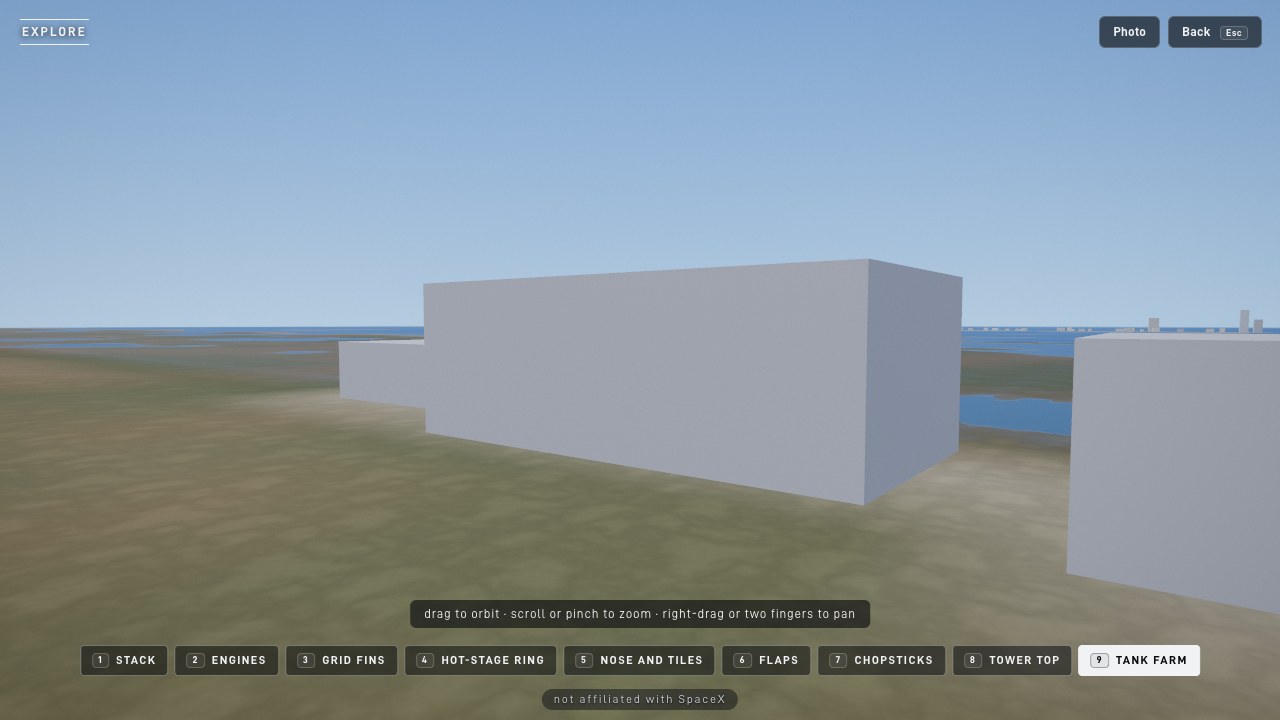 EXPLORE
Photo
Back Esc
drag to orbit · scroll or pinch to zoom · right-drag or two fingers to pan
1 STACK 2 ENGINES 3 GRID FINS 4 HOT-STAGE RING 5 NOSE AND TILES 6 FLAPS 7 CHOPSTICKS 8 TOWER TOP 9 TANK FARM
not affiliated with SpaceX